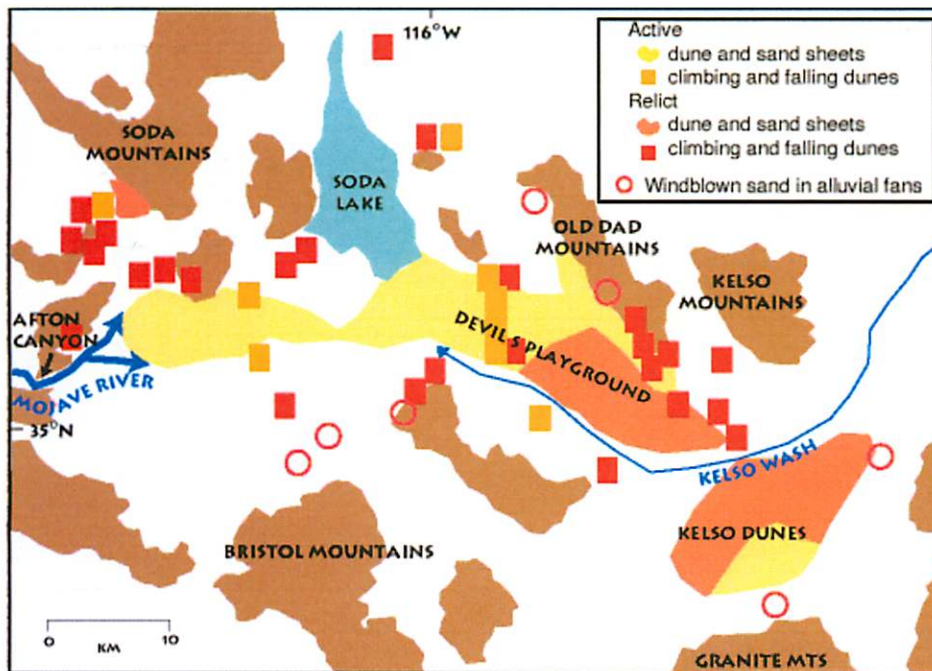 116°W
Active
dune and sand sheets
climbing and falling dunes
Relict
dune and sand sheets
climbing and falling dunes
Windblown sand in alluvial fans
SODA
MOUNTAINS
SODA
LAKE
OLD DAD
MOUNTAINS
KELSO
MOUNTAINS
AFTON
CANYON
DEVIL'S PLAYGROUND
MOJAVE RIVER
35°N
KELSO WASH
KELSO DUNES
BRISTOL MOUNTAINS
0 10
KM
GRANITE MTS